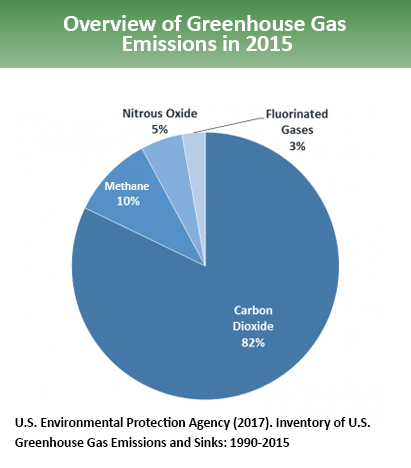 Overview of Greenhouse Gas
Emissions in 2015
Nitrous Oxide
5%
Fluorinated
Gases
3%
Methane
10%
Carbon
Dioxide
82%
U.S. Environmental Protection Agency (2017). Inventory of U.S.
Greenhouse Gas Emissions and Sinks: 1990-2015